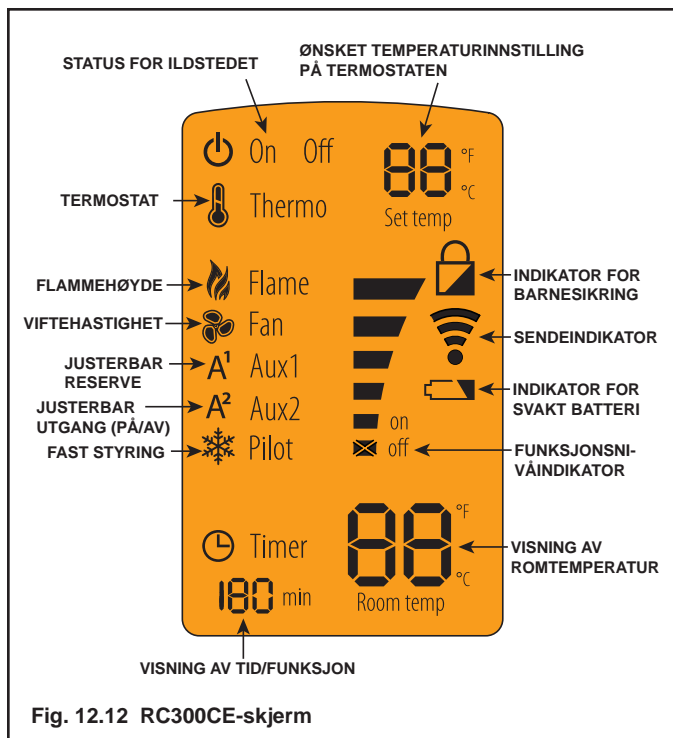 STATUS FOR ILDSTEDET
ØNSKET TEMPERATURINNSTILLING
PÅ TERMOSTATEN
On Off
88 °F
°C
Set temp
TERMOSTAT
Thermo
FLAMMEHØYDE
Flame
INDIKATOR FOR
BARNESIKRING
VIFTEHASTIGHET
Fan
SENDEINDIKATOR
JUSTERBAR
RESERVE
A¹ Aux1
INDIKATOR FOR
SVAKT BATTERI
JUSTERBAR
UTGANG (PÅ/AV)
A² Aux2
on
FAST STYRING
Pilot
off
FUNKSJONSNI-
VÅINDIKATOR
Timer
88 °F
°C
VISNING AV
ROMTEMPERATUR
180 min
Room temp
VISNING AV TID/FUNKSJON
Fig. 12.12 RC300CE-skjerm